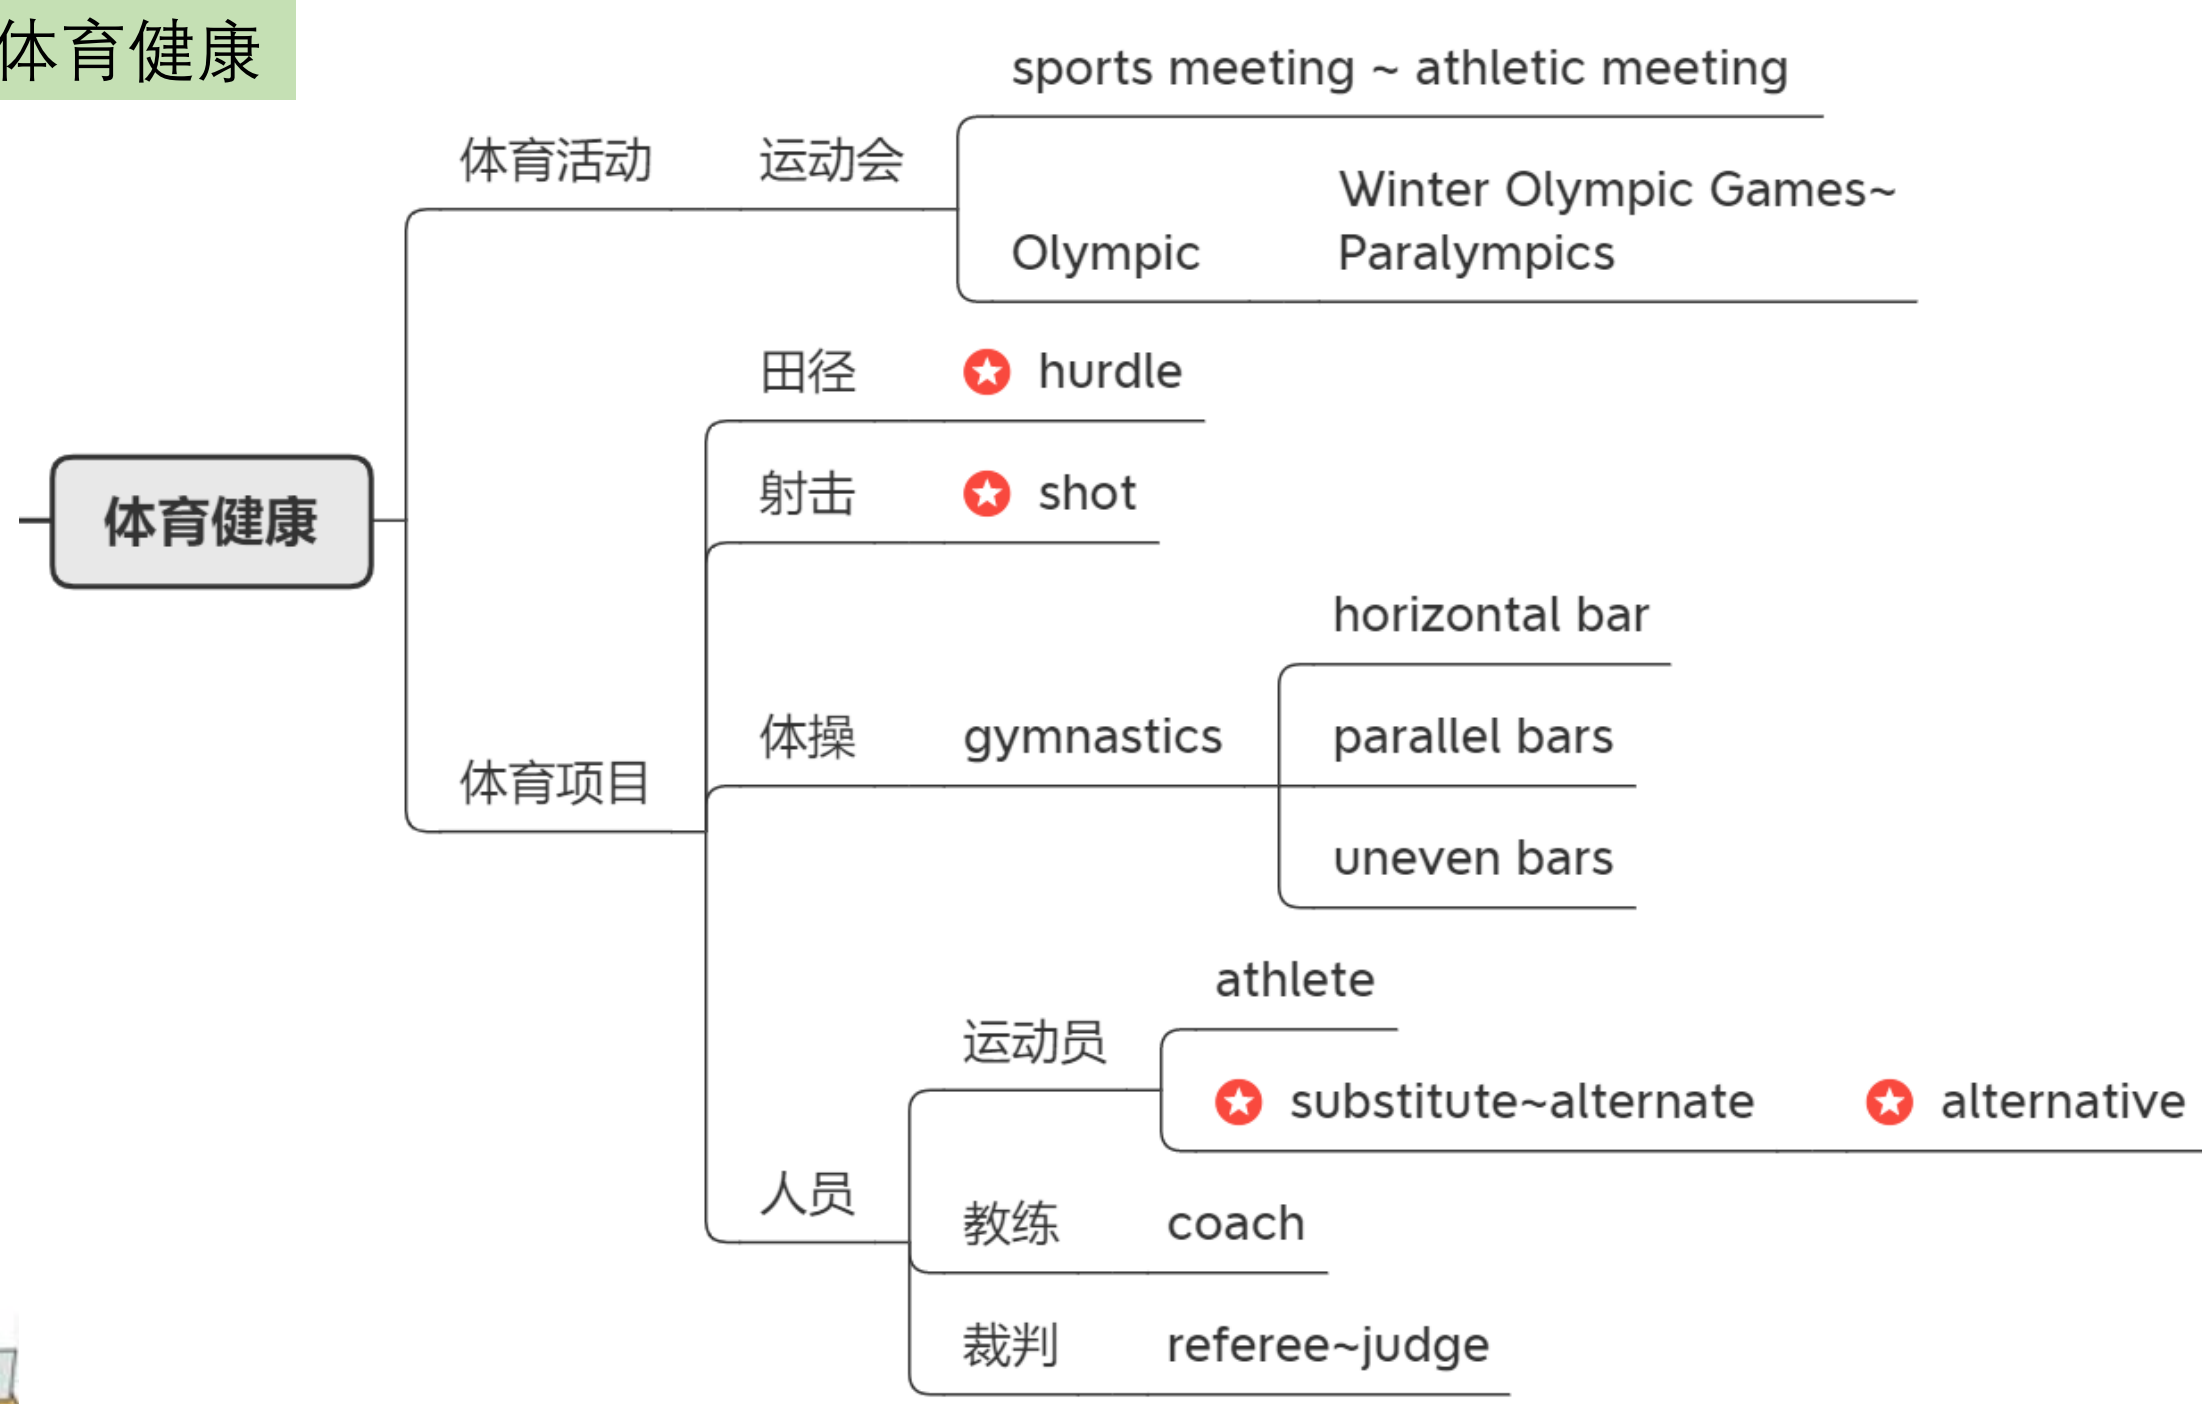 体育健康
sports meeting ~ athletic meeting
体育活动 运动会
Winter Olympic Games~
Olympic Paralympics
田径 hurdle
体育健康
射击 shot
horizontal bar
体操 gymnastics parallel bars
体育项目
uneven bars
athlete
运动员
substitute~alternate alternative
人员
教练 coach
裁判 referee~judge